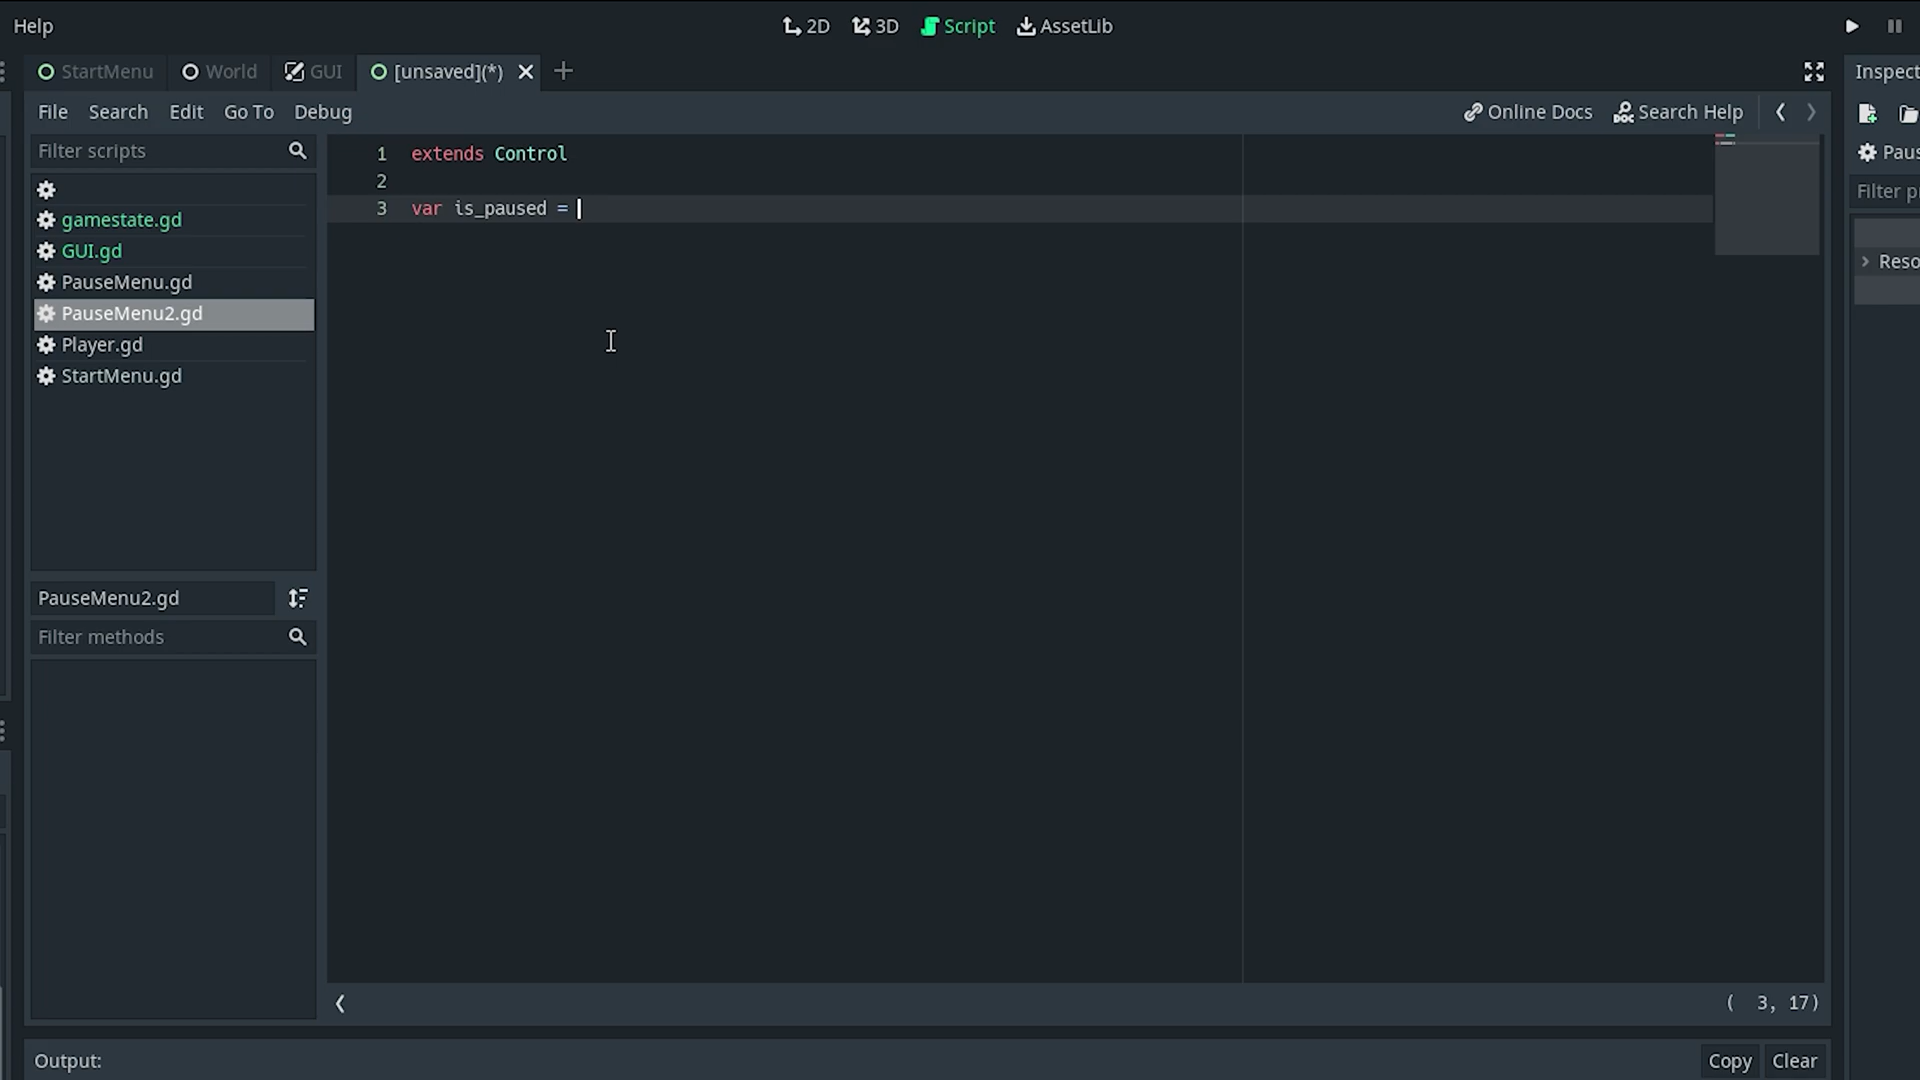 Help 2D 3D Script AssetLib
StartMenu World GUI [unsaved](*) Inspect
File Search Edit Go To Debug Online Docs Search Help
Filter scripts
gamestate.gd
GUI.gd
PauseMenu.gd
PauseMenu2.gd
Player.gd
StartMenu.gd
PauseMenu2.gd
Filter methods
1 extends Control
2
3 var is_paused =
( 3, 17)
Paus
Filter pr
Reso
Output: Copy Clear